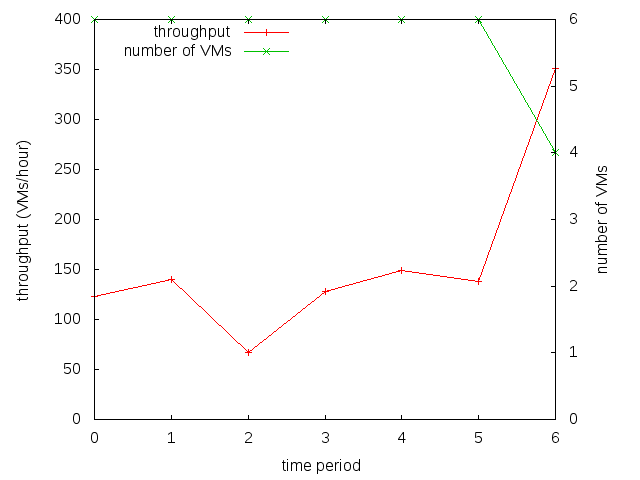 400
350
300
250
200
150
100
50
0
throughput (VMs/hour)
throughput
number of VMs
6
5
4
3
2
1
0
number of VMs
0 1 2 3 4 5 6
time period